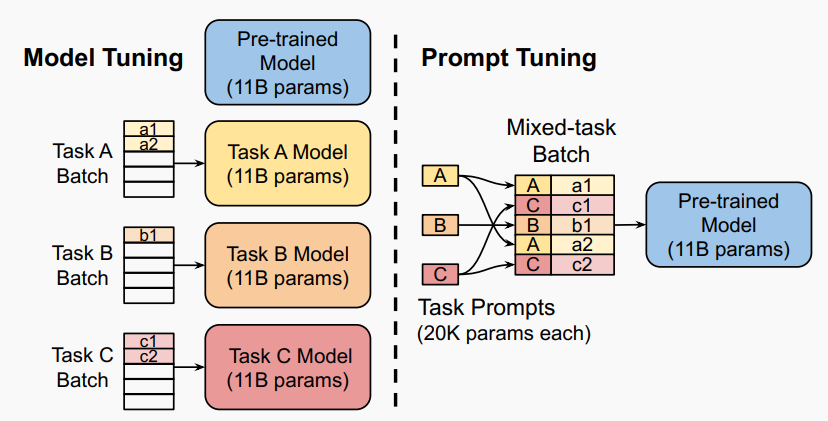 Model Tuning
Pre-trained
Model
(11B params)
Task A
Batch
a1
a2
Task A Model
(11B params)
Task B
Batch
b1
Task B Model
(11B params)
Task C
Batch
c1
c2
Task C Model
(11B params)
Prompt Tuning
Mixed-task
Batch
A
B
C
A a1
C c1
B b1
A a2
C c2
Pre-trained
Model
(11B params)
Task Prompts
(20K params each)